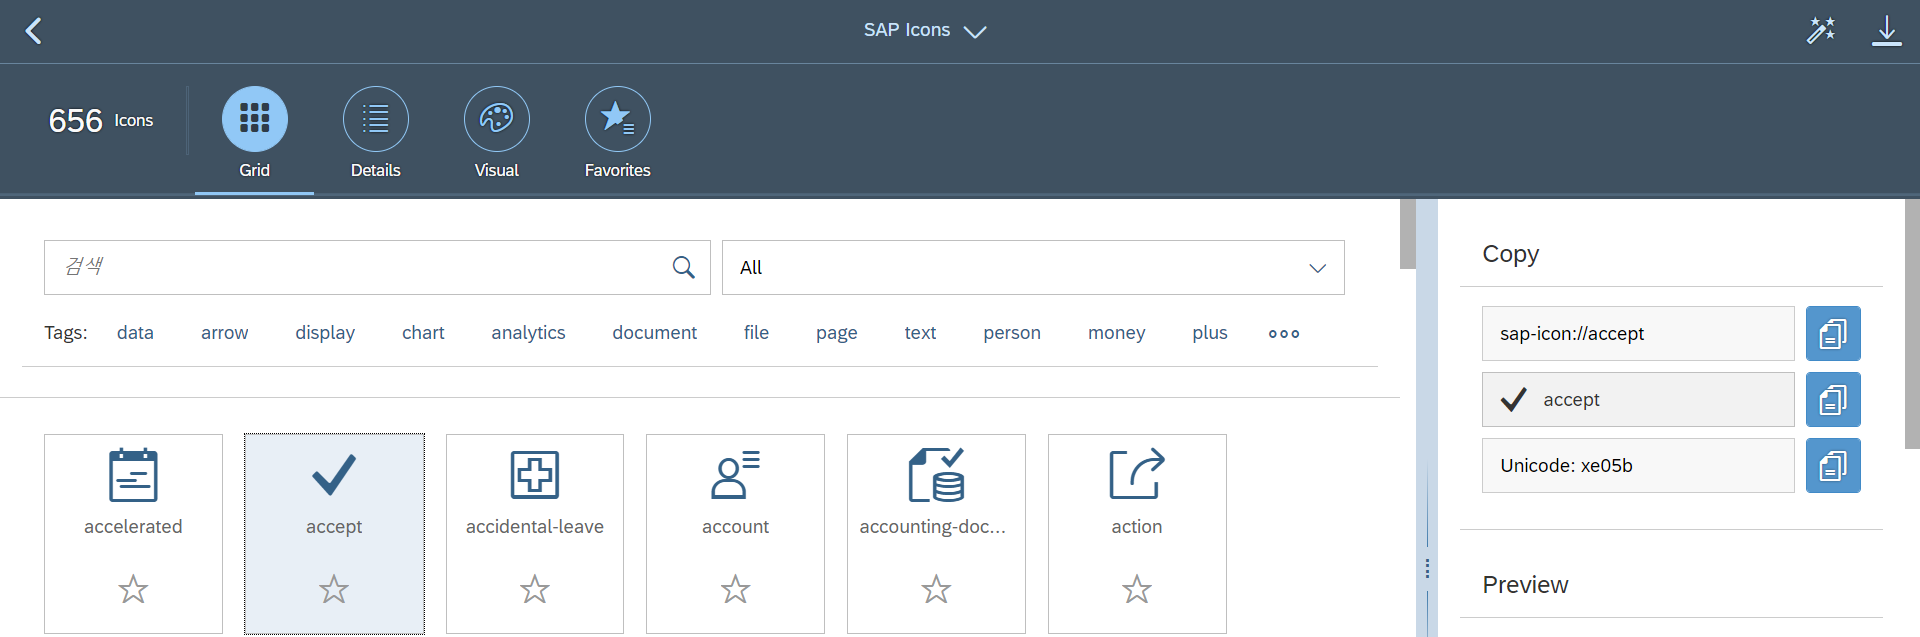 SAP Icons
656 Icons
Grid
Details
Visual
Favorites
검색
All
Tags: data arrow display chart analytics document file page text person money plus
accelerated
accept
accidental-leave
account
accounting-doc...
action
Copy
sap-icon://accept
accept
Unicode: xe05b
Preview